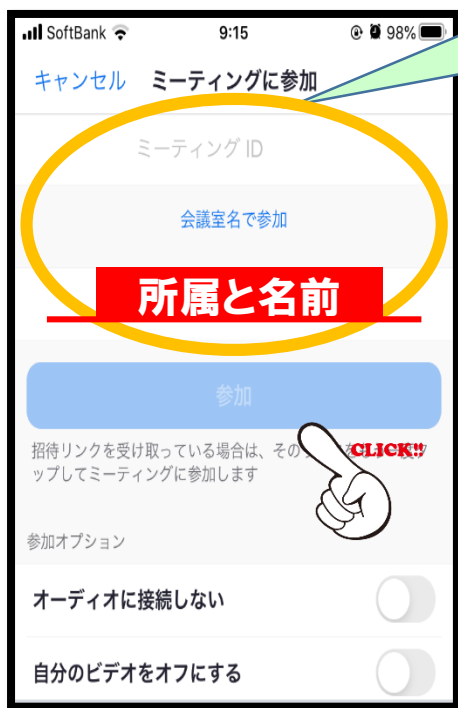 SoftBank 9:15 98%
キャンセル ミーティングに参加
ミーティング ID
会議室名で参加
所属と名前
参加
招待リンクを受け取っている場合は、その
CLICK!!
ップしてミーティングに参加します
参加オプション
オーディオに接続しない
自分のビデオをオフにする